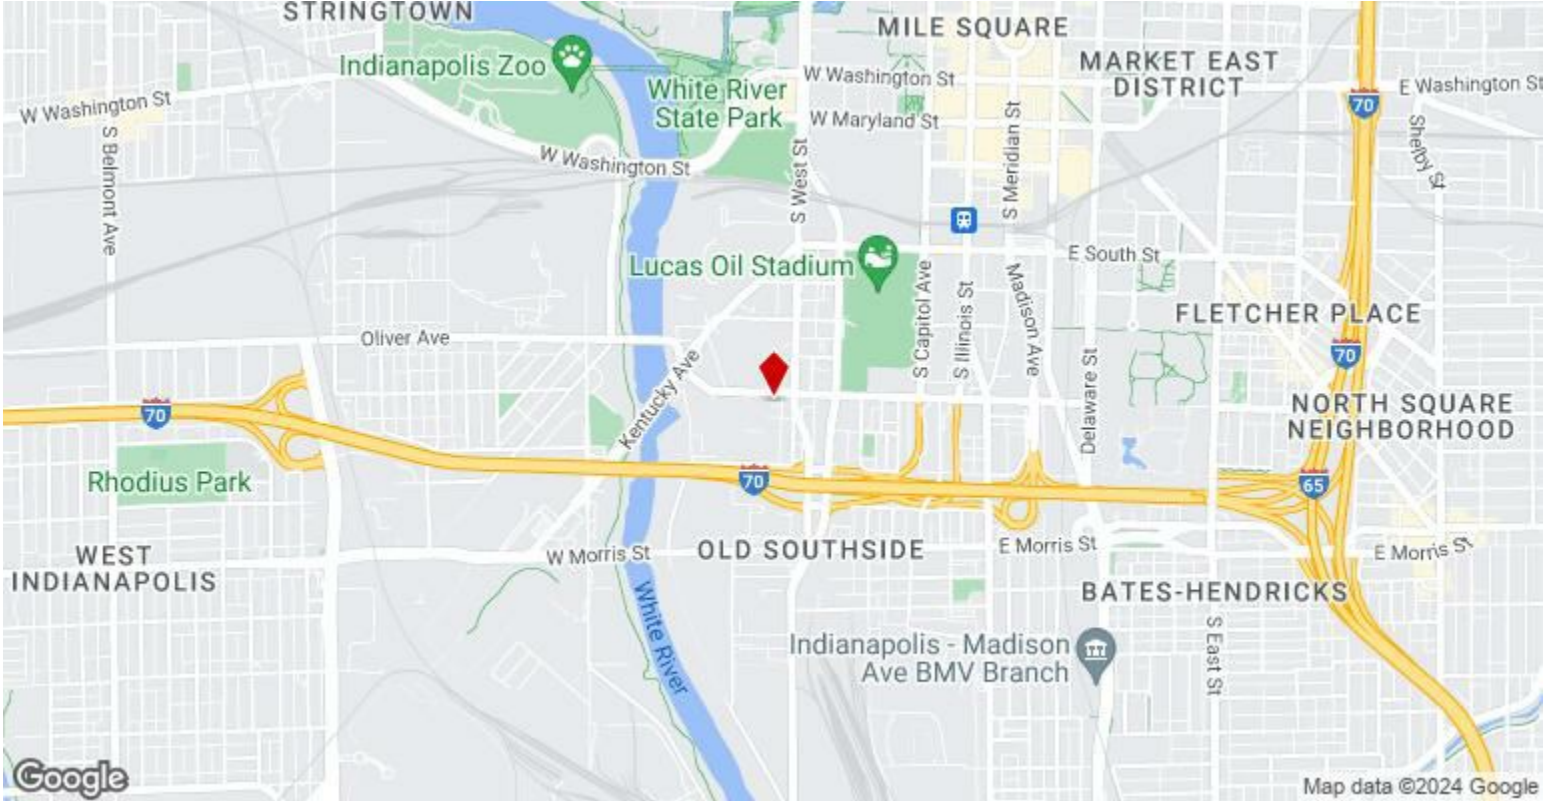 STRINGTOWN
MILE SQUARE
Indianapolis Zoo
MARKET EAST
DISTRICT
W Washington St
E Washington St
White River
State Park
W Washington St
W Maryland St
70
S Belmont Ave
S West St
S Meridian St
Shelby St
W Washington St
Lucas Oil Stadium
E South St
S Capitol Ave
S Illinois St
Madison Ave
FLETCHER PLACE
Oliver Ave
70
Kentucky Ave
Delaware St
70
NORTH SQUARE
NEIGHBORHOOD
Rhodius Park
70
65
WEST
INDIANAPOLIS
W Morris St
OLD SOUTHSIDE
E Morris St
E Morris St
BATES-HENDRICKS
White River
Indianapolis - Madison
Ave BMV Branch
S East St
Google
Map data ©2024 Google